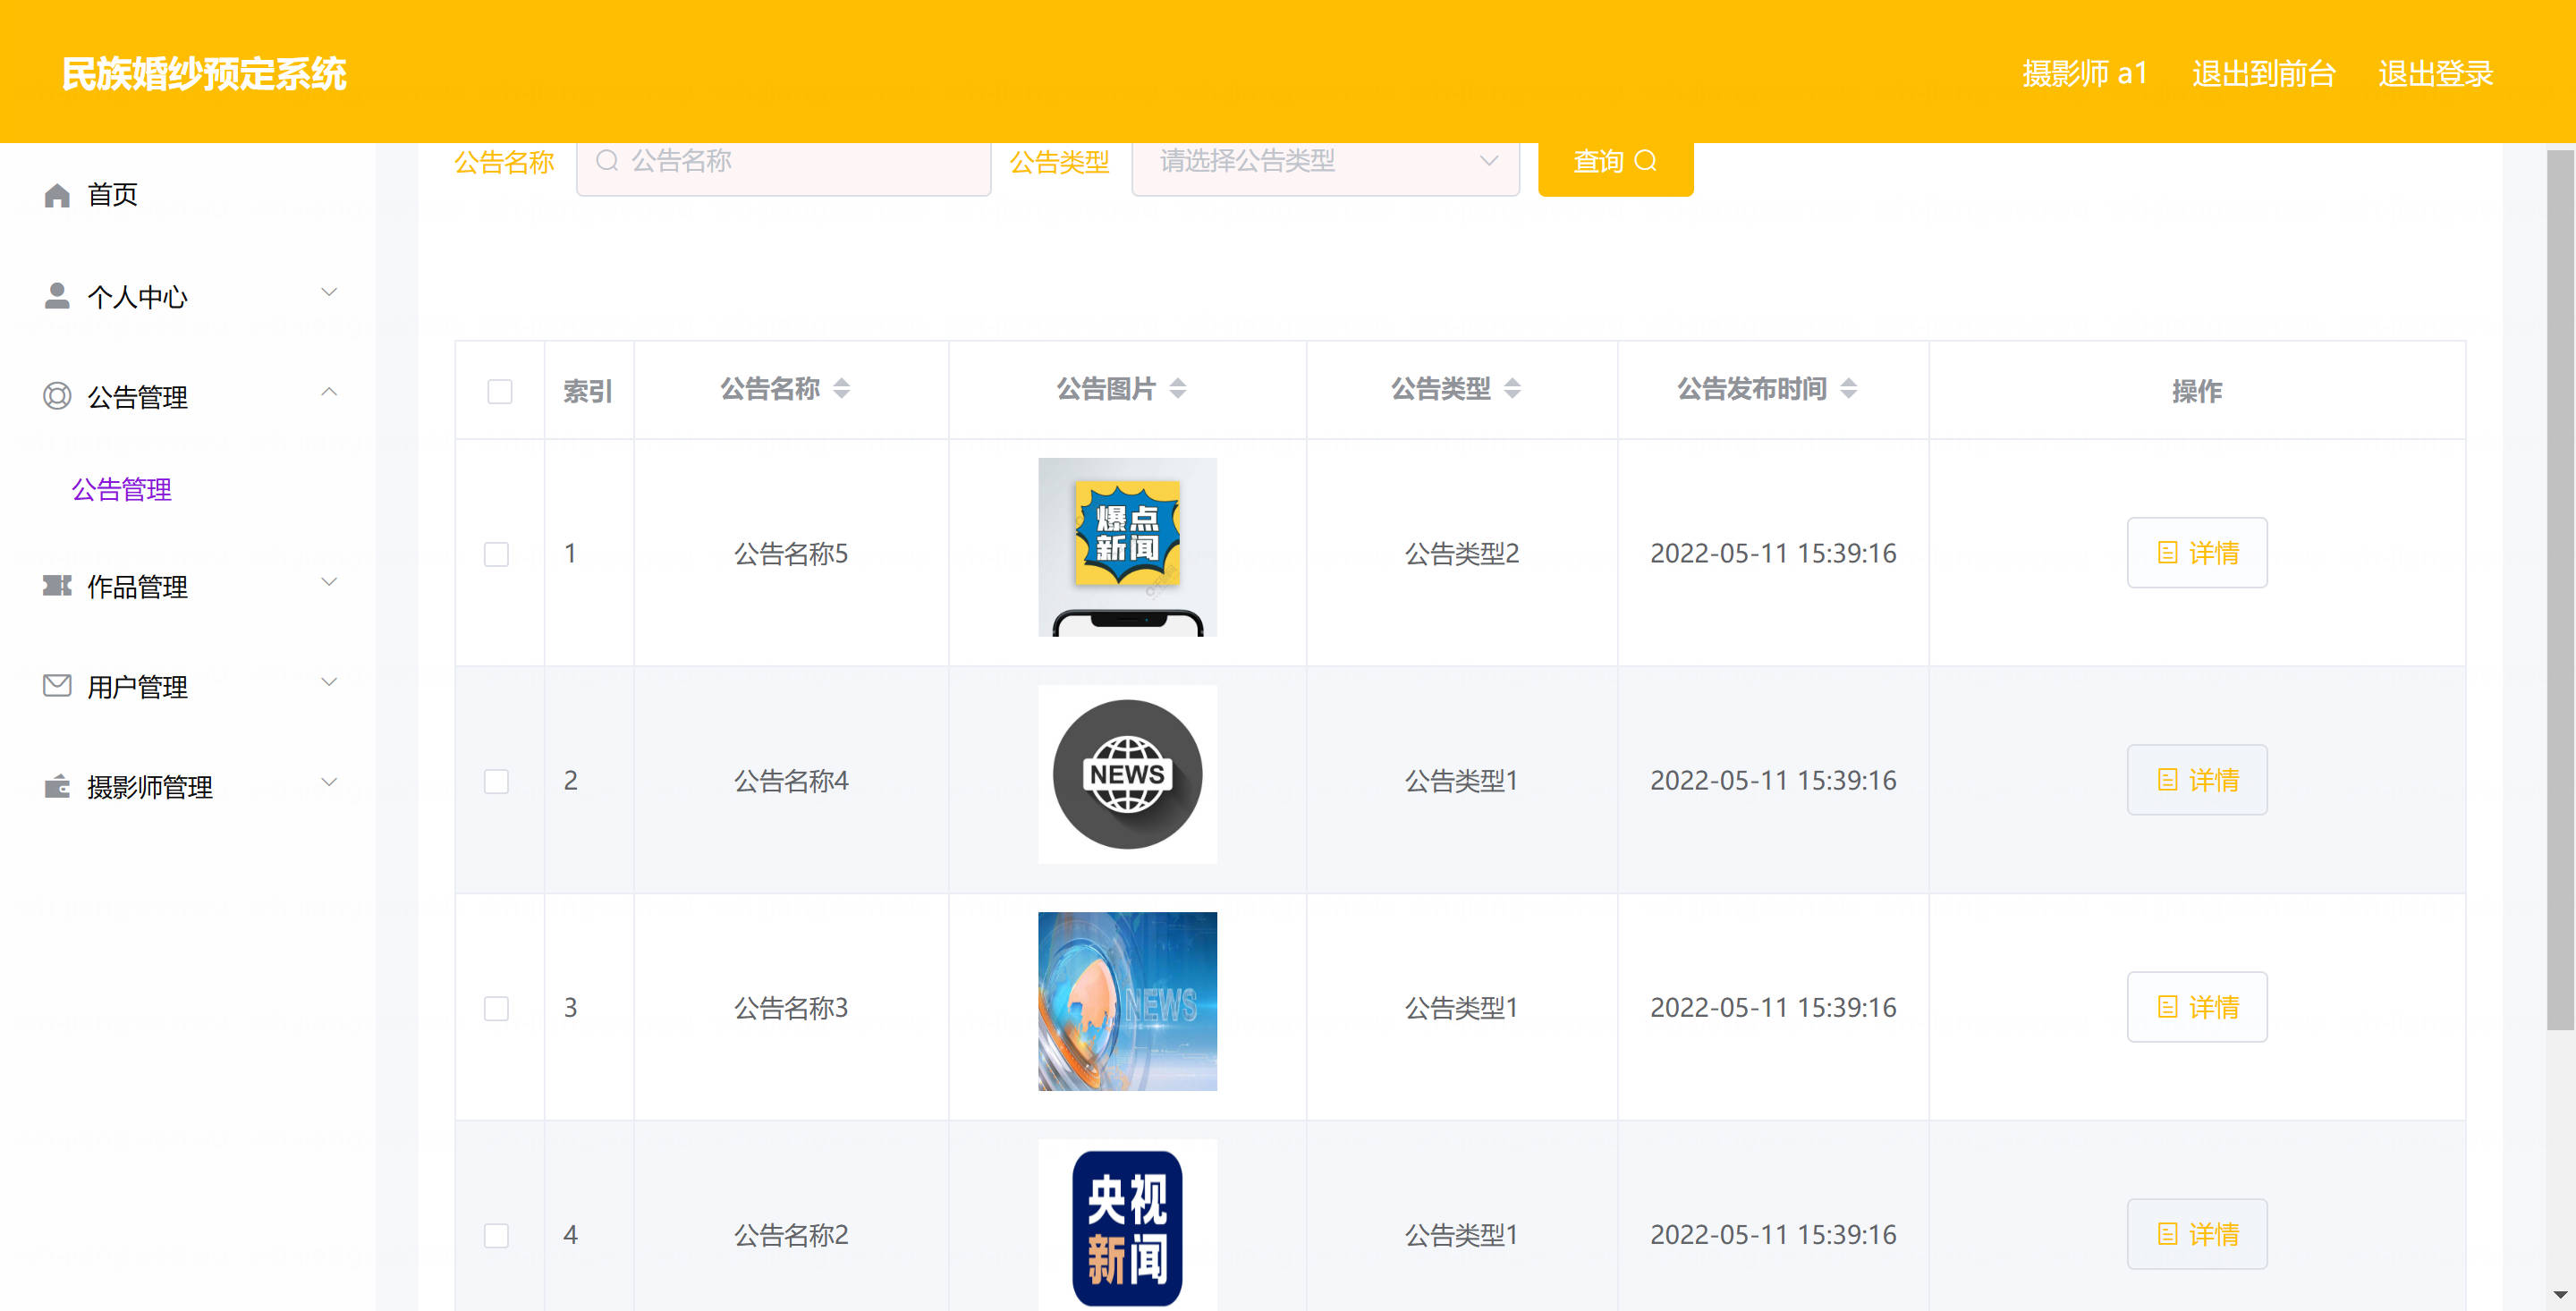 民族婚纱预定系统
摄影师 a1 退出到前台 退出登录
公告名称 公告名称 公告类型 请选择公告类型 查询
首页
个人中心
公告管理
公告管理
作品管理
用户管理
摄影师管理
索引 公告名称 公告图片 公告类型 公告发布时间 操作
爆点
新闻
1 公告名称5 公告类型2 2022-05-11 15:39:16 详情
NEWS
2 公告名称4 公告类型1 2022-05-11 15:39:16 详情
NEWS
3 公告名称3 公告类型1 2022-05-11 15:39:16 详情
央视
新闻
4 公告名称2 公告类型1 2022-05-11 15:39:16 详情